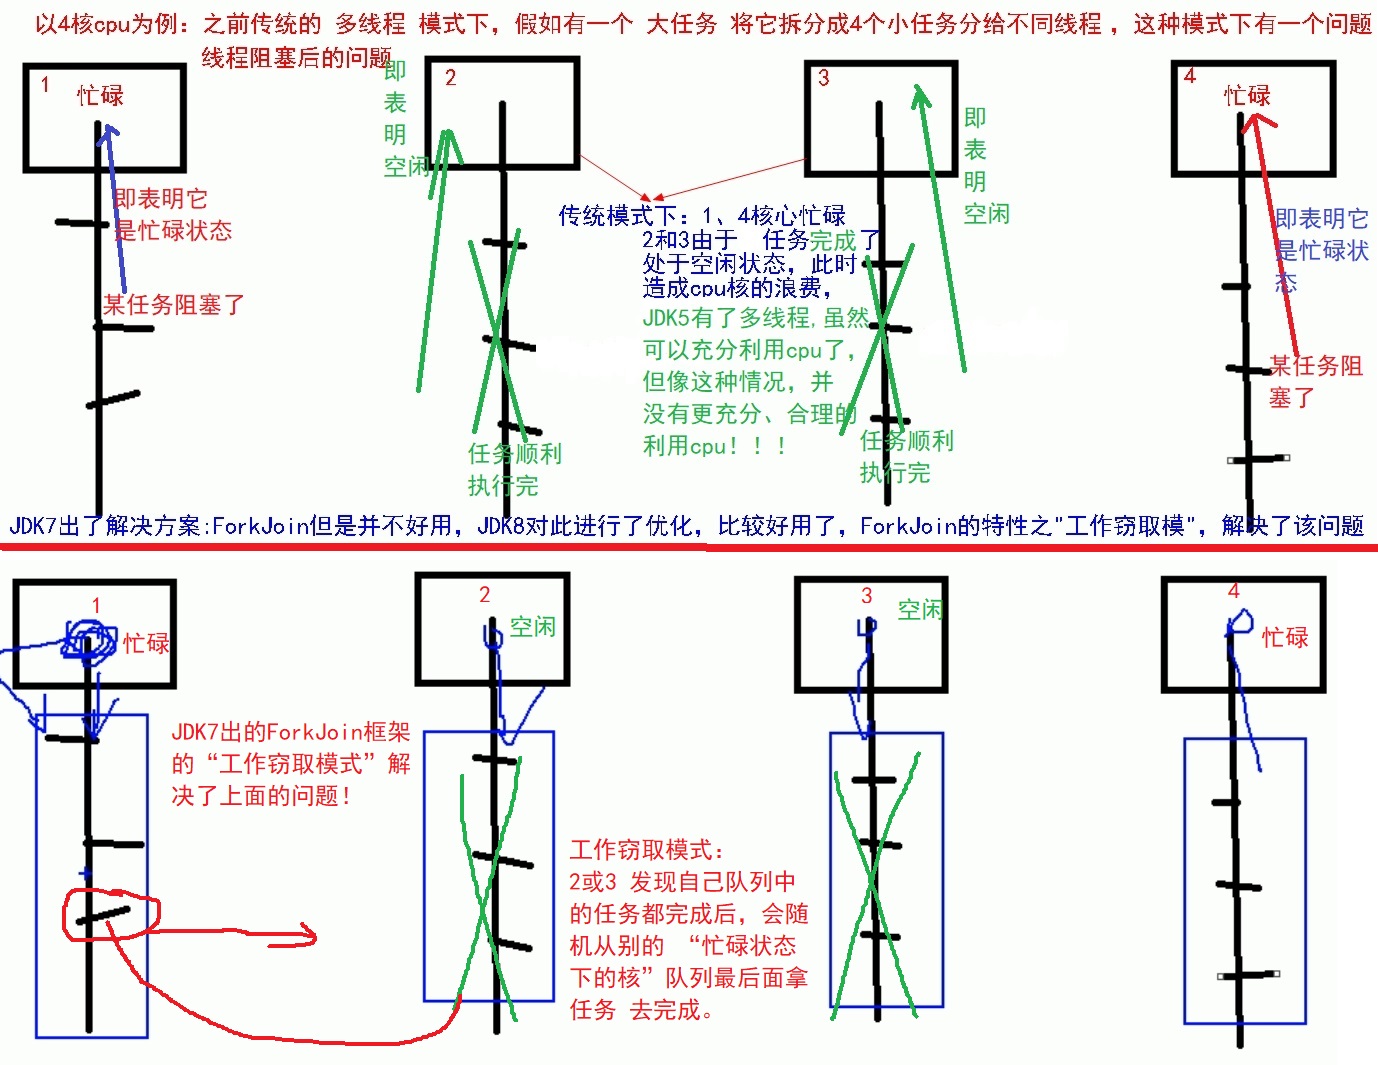 以4核cpu为例：之前传统的 多线程 模式下，假如有一个 大任务 将它拆分成4个小任务分给不同线程，这种模式下有一个问题
线程阻塞后的问题
1
忙碌
即表明它
是忙碌状态
某任务阻塞了
即
表
明
空闲
2
任务顺利
执行完
传统模式下：1、4核心忙碌
2和3由于 任务完成了
处于空闲状态，此时
造成cpu核的浪费，
JDK5有了多线程,虽然
可以充分利用cpu了，
但像这种情况，并
没有更充分、合理的
利用cpu！！！
3
即
表
明
空闲
任务顺利
执行完
4
忙碌
即表明它
是忙碌状
态
某任务阻
塞了
JDK7出了解决方案:ForkJoin但是并不好用，JDK8对此进行了优化，比较好用了，ForkJoin的特性之"工作窃取模"，解决了该问题
1
忙碌
JDK7出的ForkJoin框架
的“工作窃取模式”解
决了上面的问题！
2
空闲
工作窃取模式：
2或3 发现自己队列中
的任务都完成后，会随
机从别的 “忙碌状态
下的核”队列最后面拿
任务 去完成。
3
空闲
4
忙碌